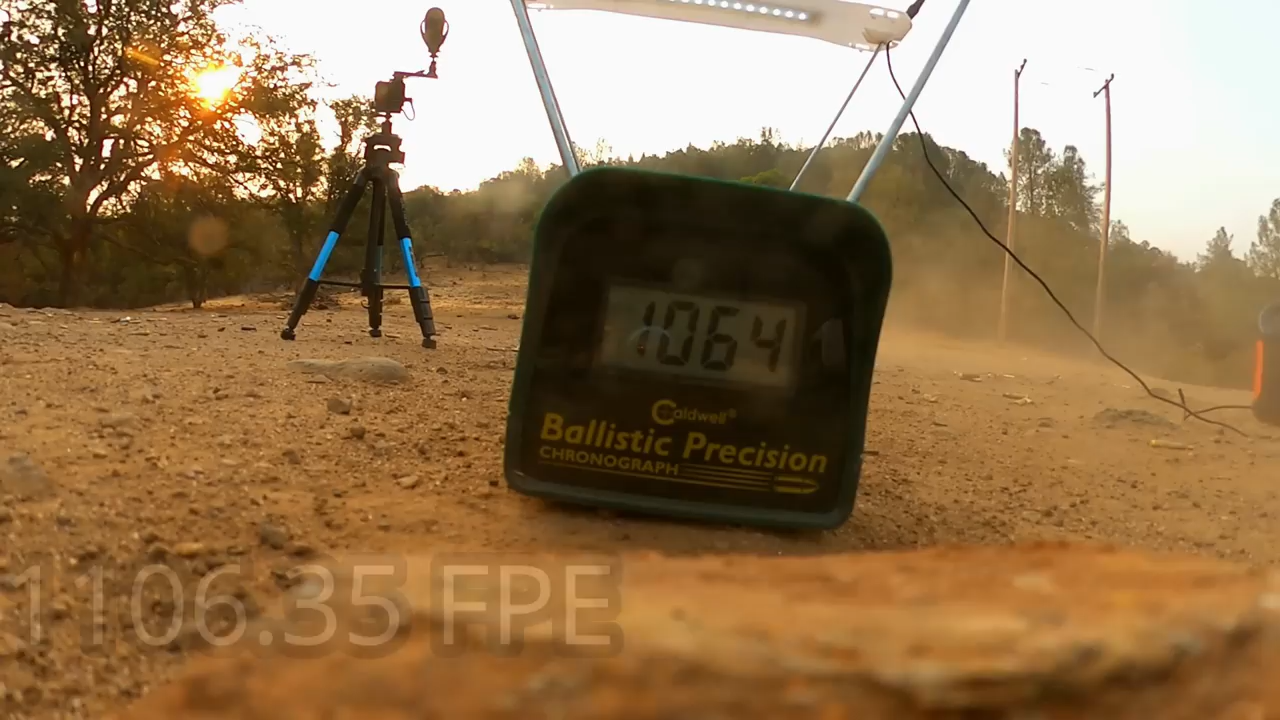 1064
Caldwell®
Ballistic Precision
CHRONOGRAPH
1106.35 FPE